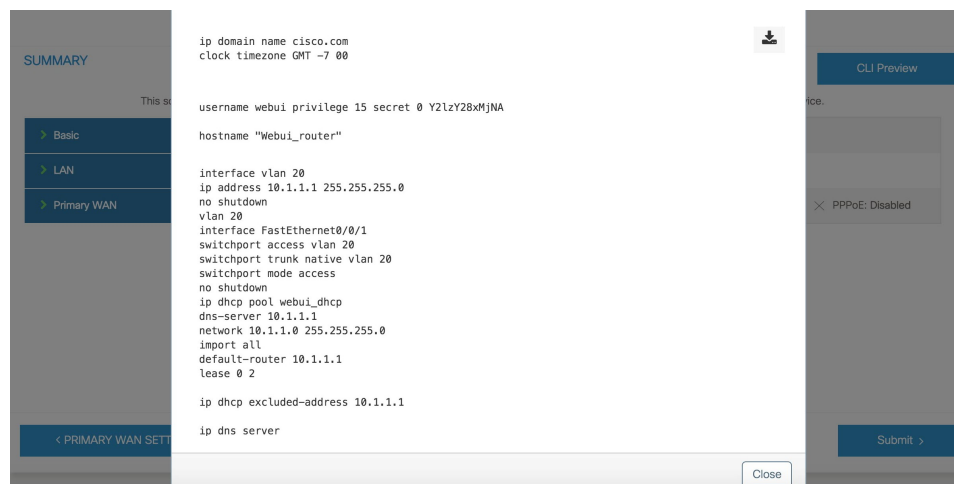 SUMMARY
CLI Preview
This
vice.
Basic
LAN
Primary WAN
PPPoE: Disabled
ip domain name cisco.com
clock timezone GMT -7 00
username webui privilege 15 secret 0 Y2lzY28xMjNA
hostname "Webui_router"
interface vlan 20
ip address 10.1.1.1 255.255.255.0
no shutdown
vlan 20
interface FastEthernet0/0/1
switchport access vlan 20
switchport trunk native vlan 20
switchport mode access
no shutdown
ip dhcp pool webui_dhcp
dns-server 10.1.1.1
network 10.1.1.0 255.255.255.0
import all
default-router 10.1.1.1
lease 0 2
ip dhcp excluded-address 10.1.1.1
ip dns server
< PRIMARY WAN SETT
Submit >
Close